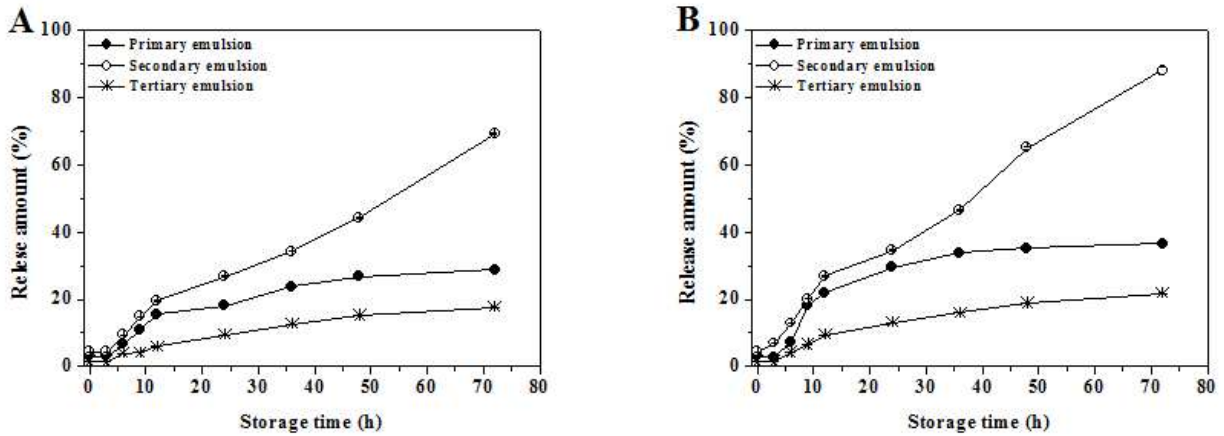 A
100
80
60
40
20
0
Relese amount (%)
Primary emulsion
Secondary emulsion
Tertiary emulsion
0 10 20 30 40 50 60 70 80
Storage time (h)
B
100
80
60
40
20
0
Release amount (%)
Primary emulsion
Secondary emulsion
Tertiary emulsion
0 10 20 30 40 50 60 70 80
Storage time (h)